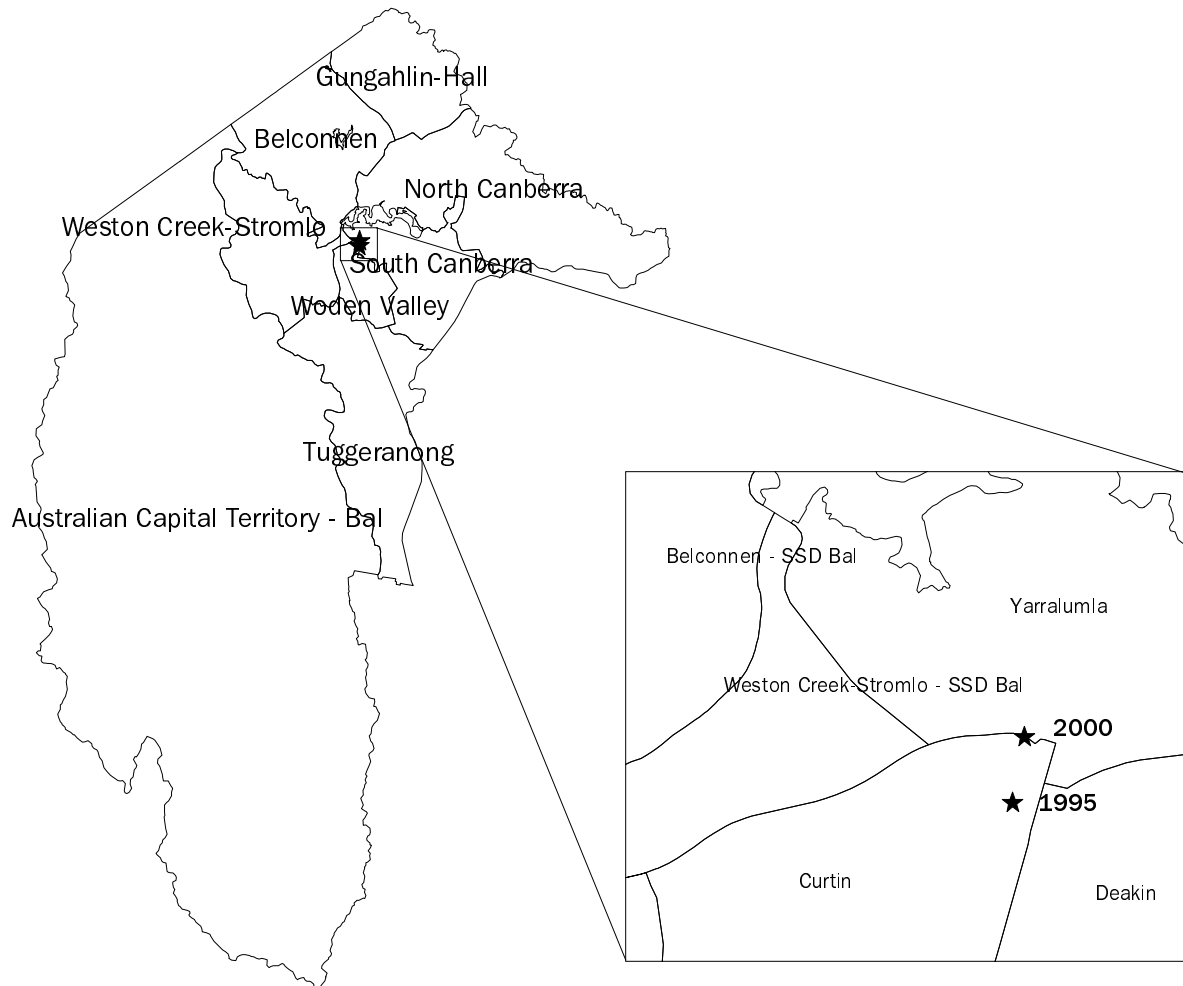 Gungahlin-Hall
Belconnen
North Canberra
Weston Creek-Stromlo
South Canberra
Woden Valley
Tuggeranong
Australian Capital Territory - Bal
Belconnen - SSD Bal
Yarralumla
Weston Creek-Stromlo - SSD Bal
2000
1995
Curtin
Deakin